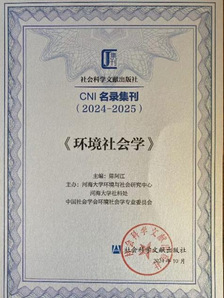 社会科学文献出版社
CNI 名录集刊
(2024-2025)
《环境社会学》
主编：陈阿江
主办：河海大学环境与社会研究中心
河海大学社科处
中国社会学会环境社会学专业委员会
社会科学文献出版社
2024年10月